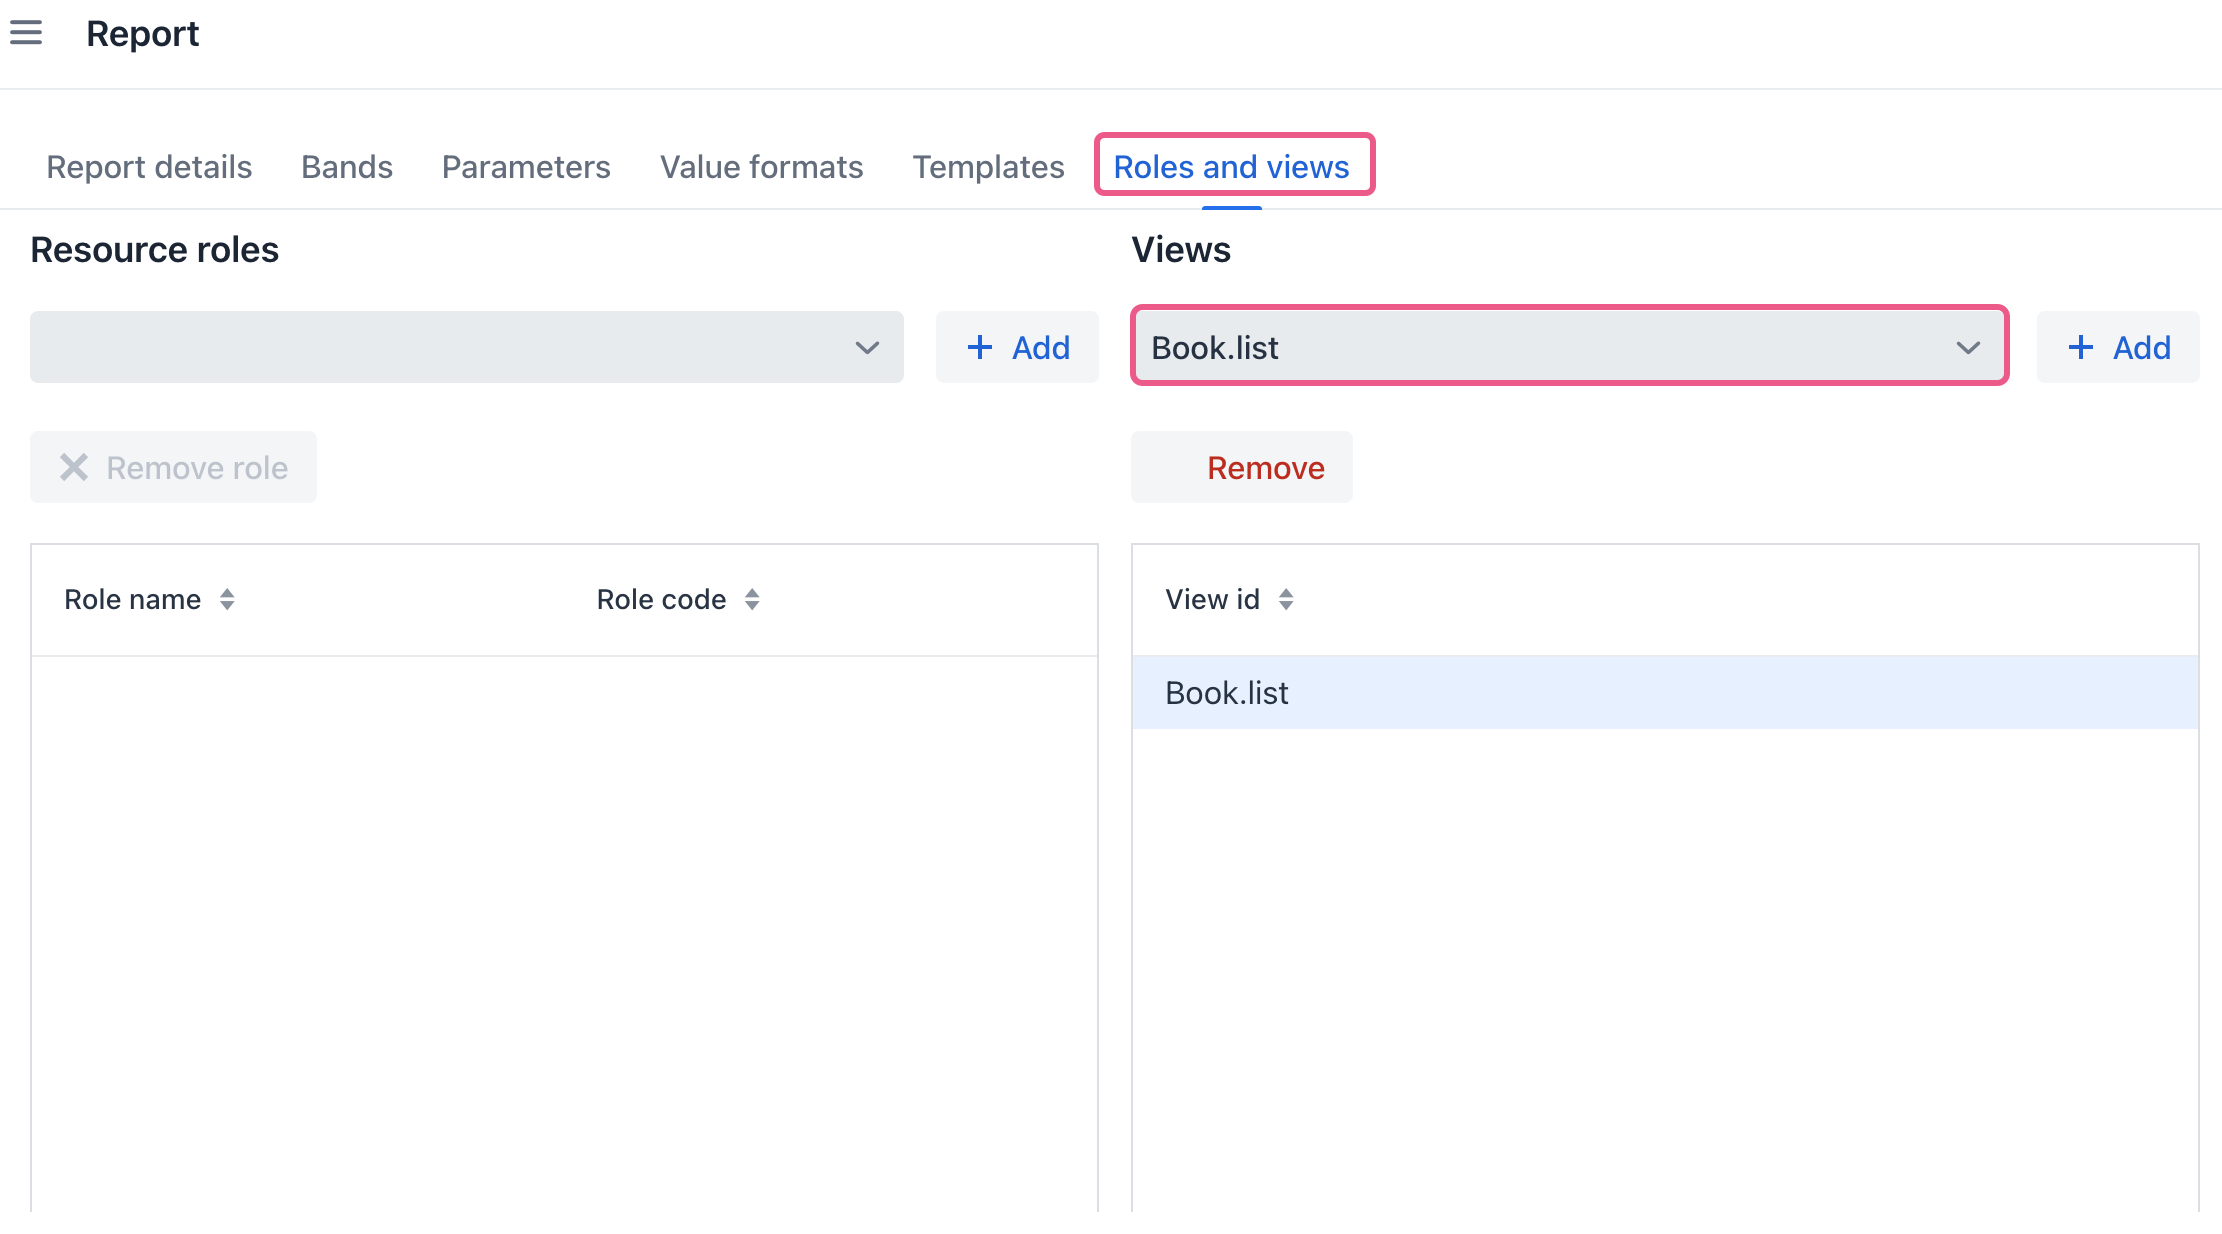 Report
Report details Bands Parameters Value formats Templates Roles and views
Resource roles
Add
Remove role
Role name Role code
Views
Book.list Add
Remove
View id
Book.list